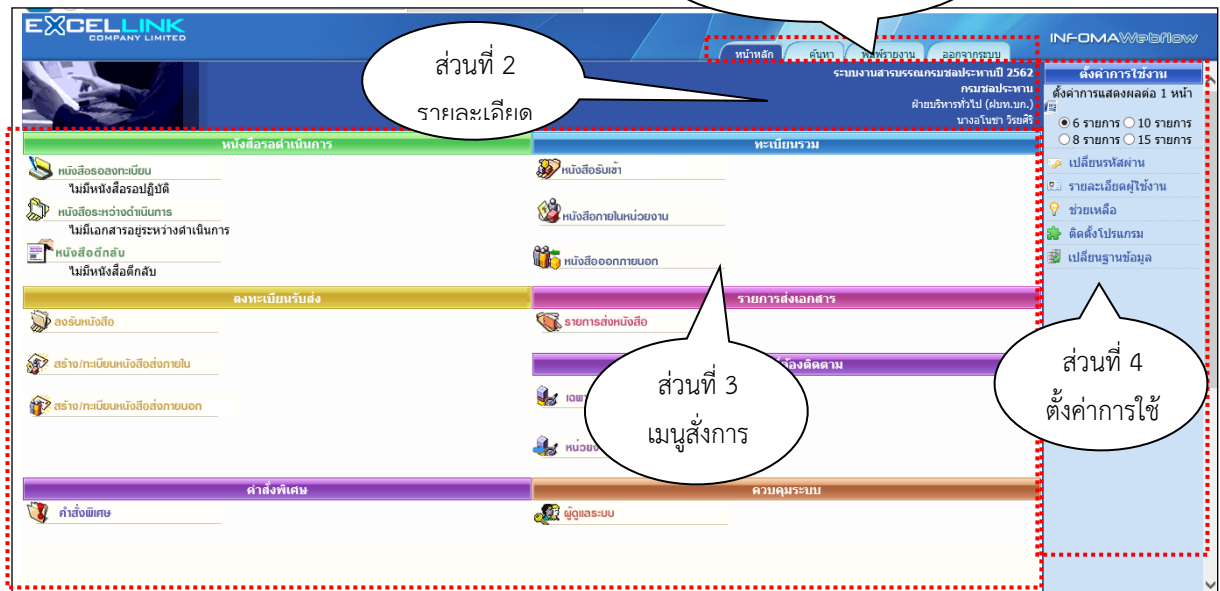 EXCELLINK
COMPANY LIMITED
INFOMAWebflow
หน้าหลัก ค้นหา พิมพ์รายงาน ออกจากระบบ
ระบบงานสารบรรณกรมชลประทานปี 2562
กรมชลประทาน
ฝ่ายบริหารทั่วไป (ฝบท.บก.)
นางอโนชา วิรยศิริ
ส่วนที่ 2
รายละเอียด
ตั้งค่าการใช้งาน
ตั้งค่าการแสดงผลต่อ 1 หน้า
6 รายการ 10 รายการ
8 รายการ 15 รายการ
เปลี่ยนรหัสผ่าน
รายละเอียดผู้ใช้งาน
ช่วยเหลือ
ติดตั้งโปรแกรม
เปลี่ยนฐานข้อมูล
หนังสือรอดำเนินการ
หนังสือรอลงทะเบียน
ไม่มีหนังสือรอปฏิบัติ
หนังสือระหว่างดำเนินการ
ไม่มีเอกสารอยู่ระหว่างดำเนินการ
หนังสือตีกลับ
ไม่มีหนังสือตีกลับ
ทะเบียนรวม
หนังสือรับเข้า
หนังสือภายในหน่วยงาน
หนังสือออกภายนอก
ลงทะเบียนรับส่ง
ลงรับหนังสือ
สร้าง/ทะเบียนหนังสือส่งภายใน
สร้าง/ทะเบียนหนังสือส่งภายนอก
รายการส่งเอกสาร
รายการส่งหนังสือ
ส่วนที่ 3
เมนูสั่งการ
ส่วนที่ 4
ตั้งค่าการใช้
คำสั่งพิเศษ
คำสั่งพิเศษ
ควบคุมระบบ
ผู้ดูแลระบบ